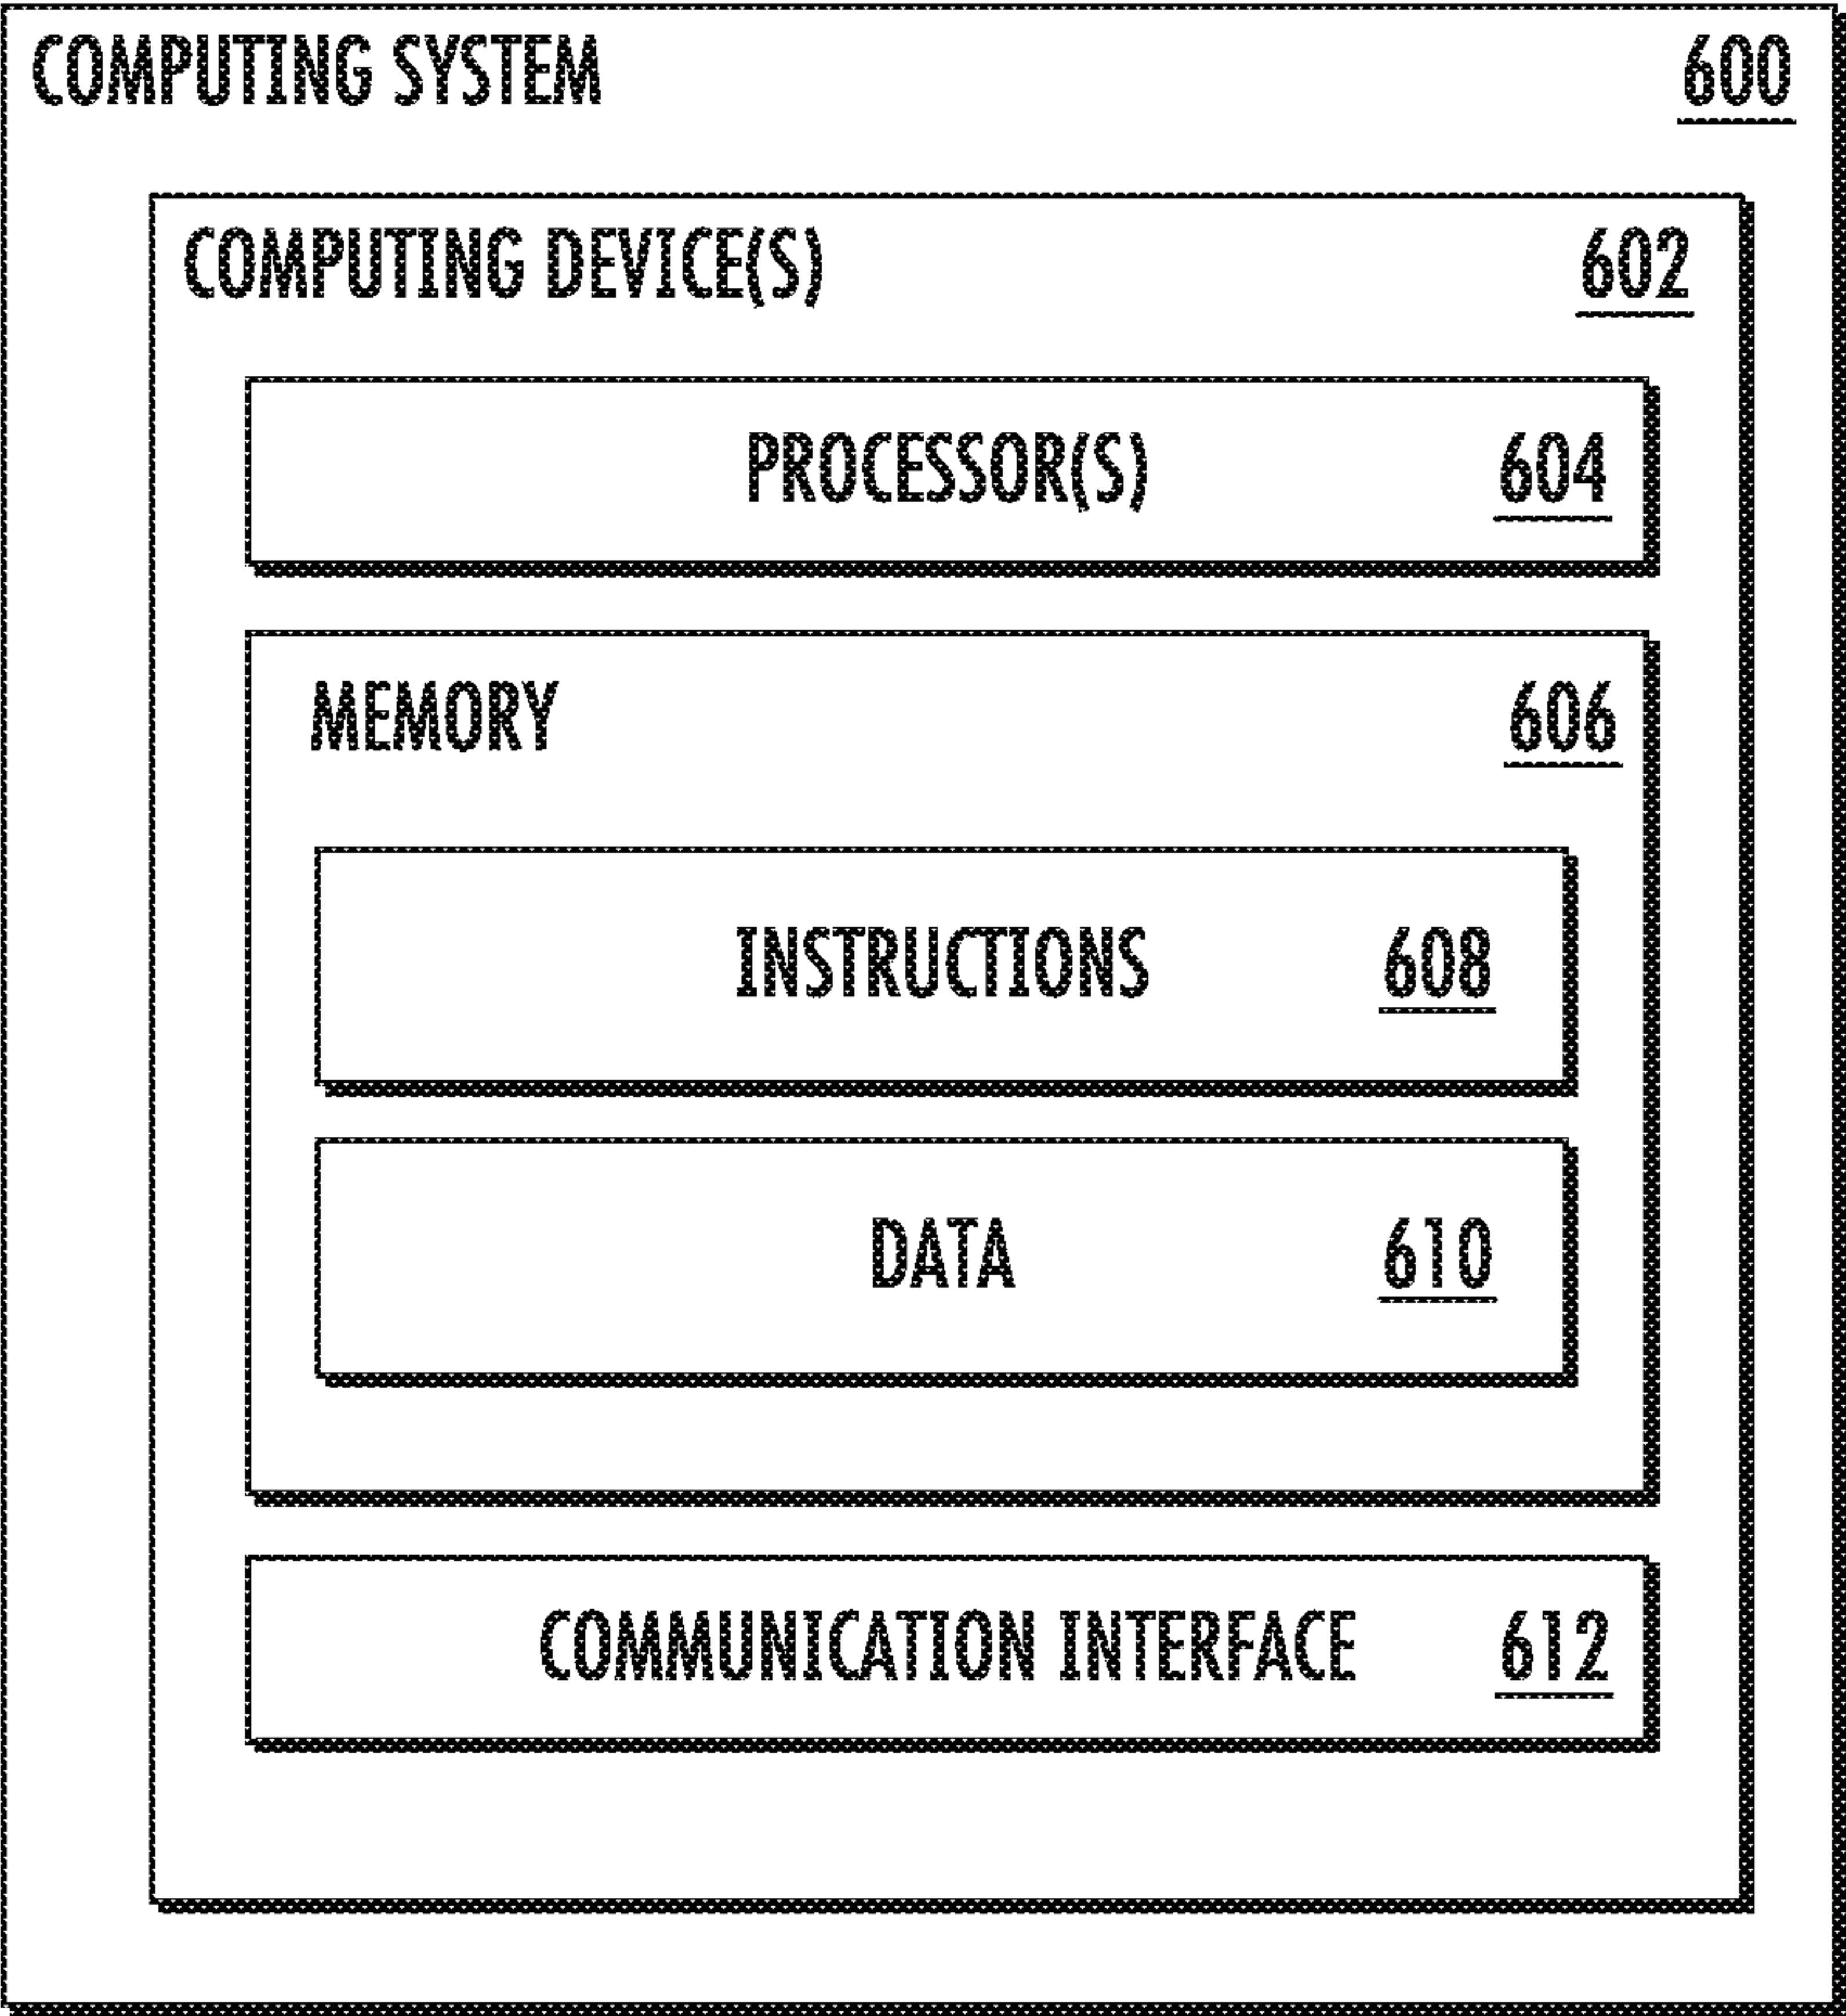 COMPUTING SYSTEM 600
COMPUTING DEVICE(S) 602
PROCESSOR(S) 604
MEMORY 606
INSTRUCTIONS 608
DATA 610
COMMUNICATION INTERFACE 612